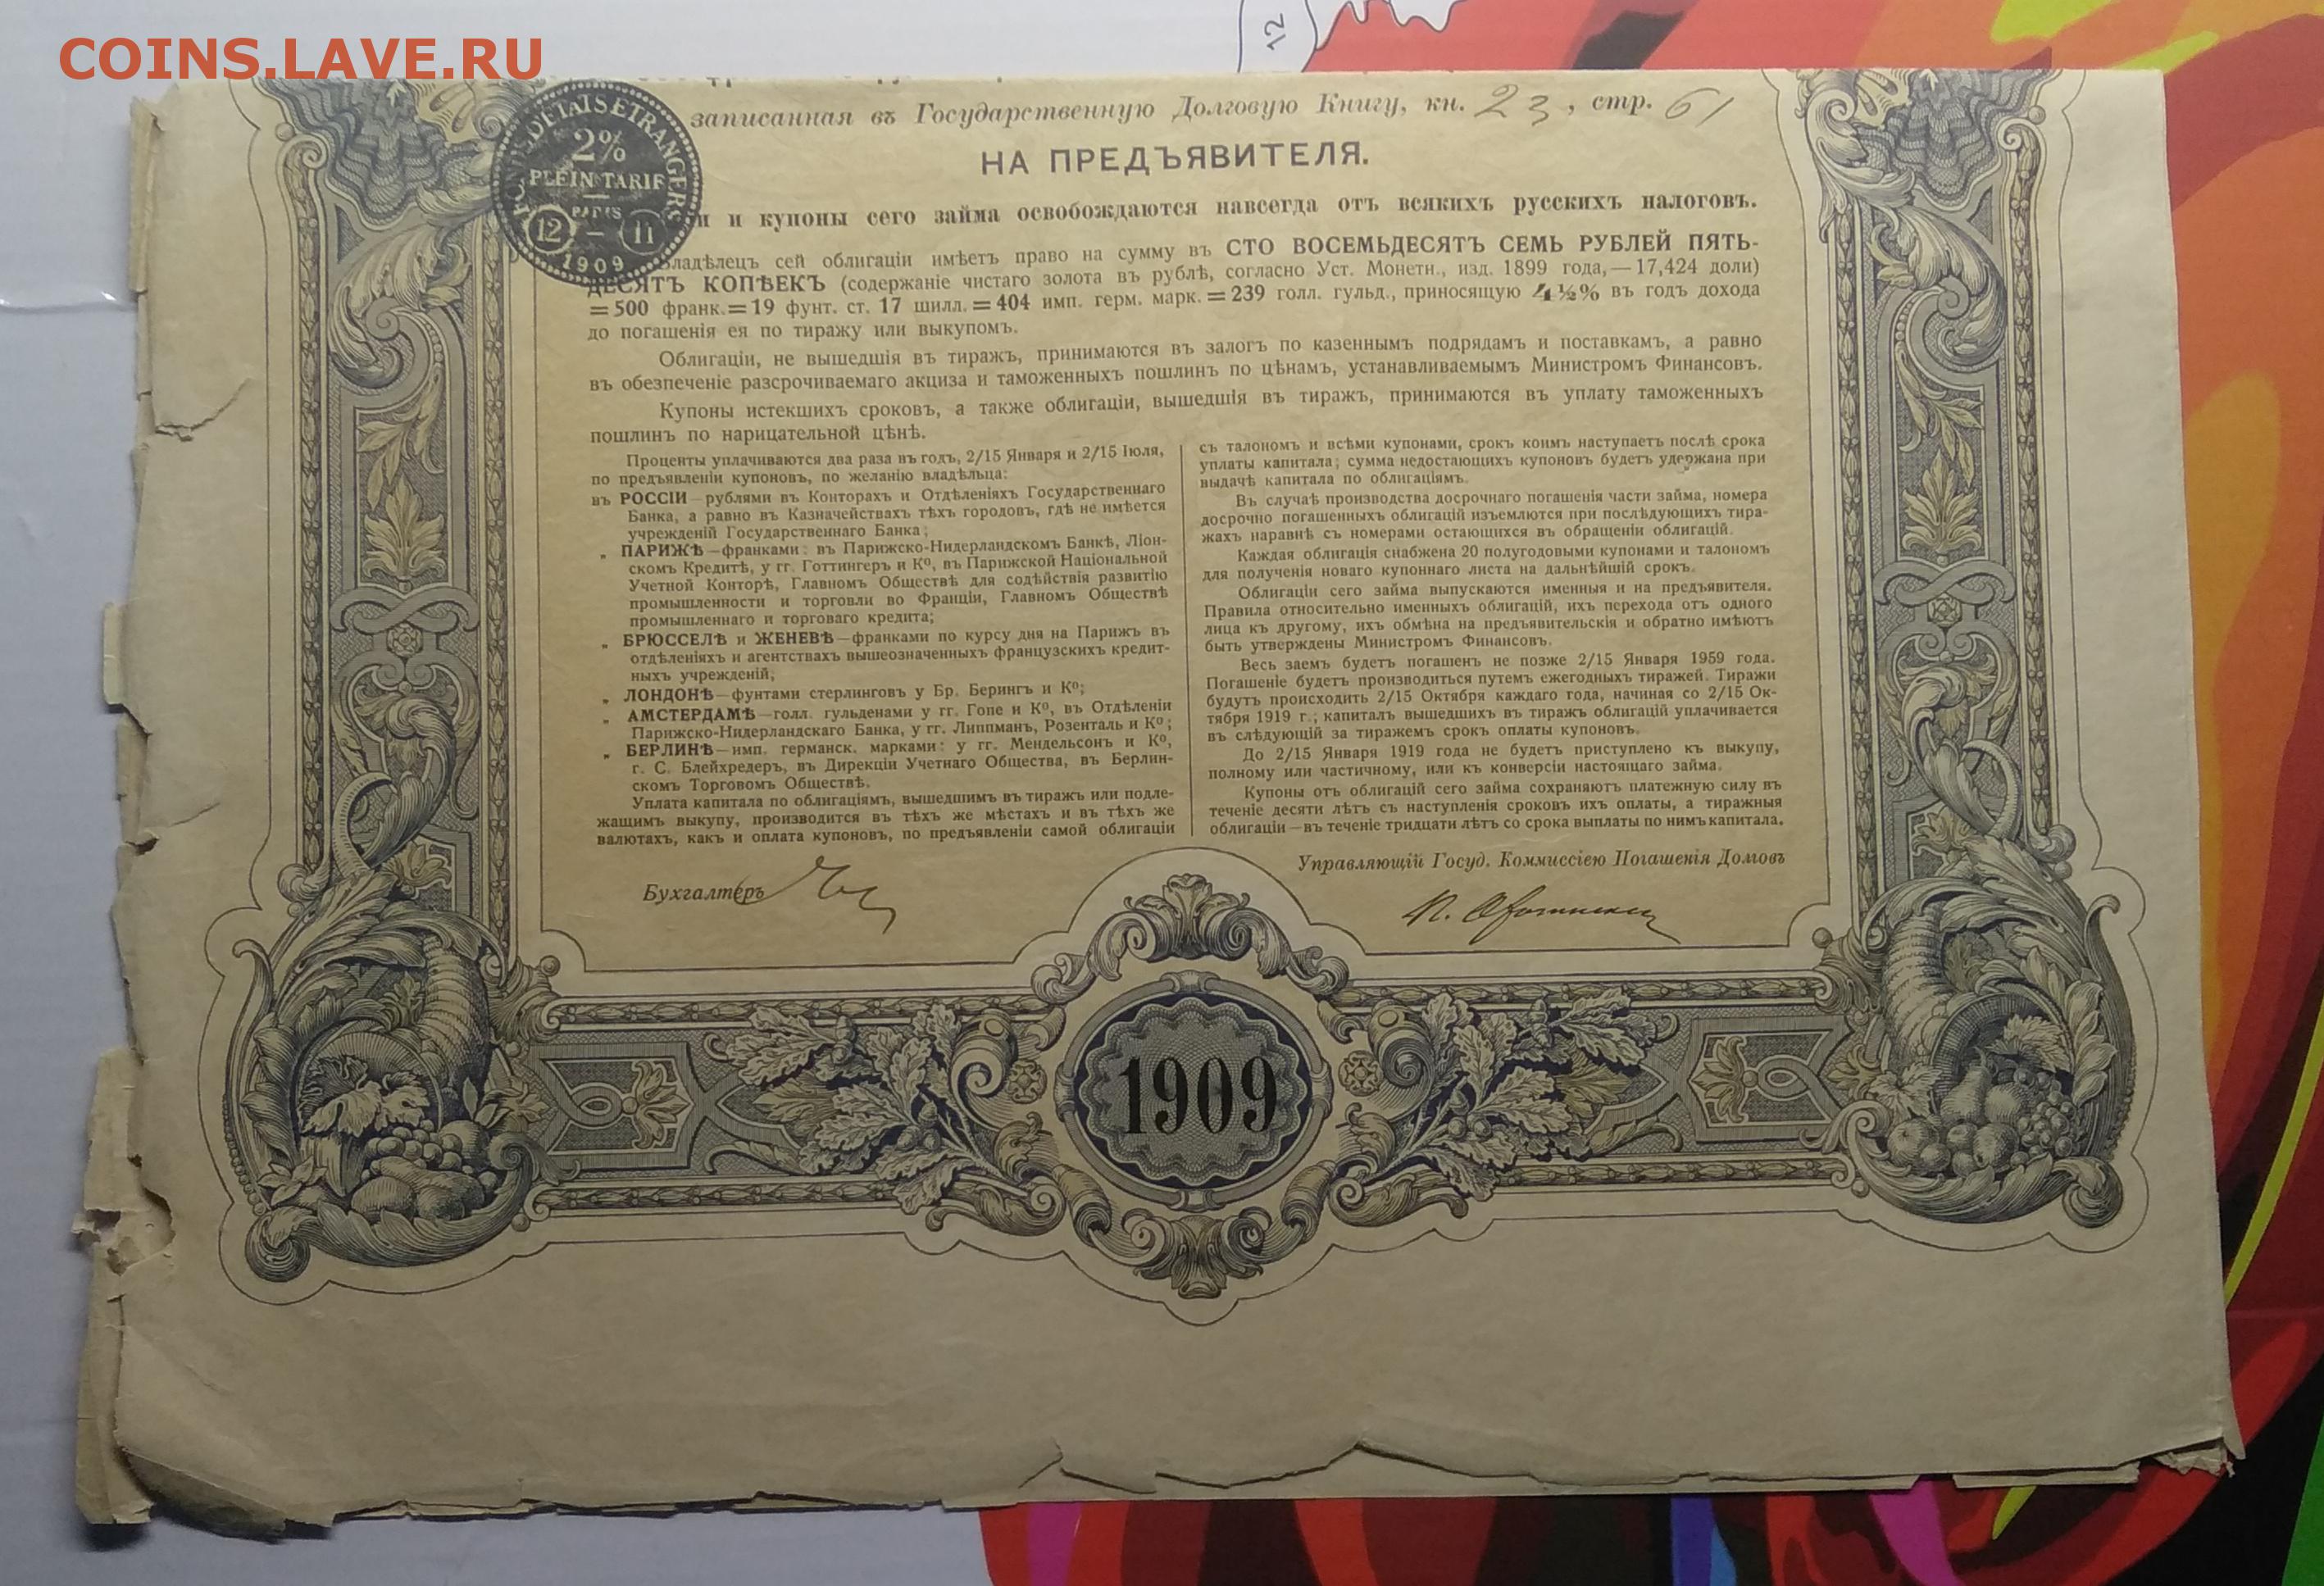 COINS.LAVE.RU
12
записанная въ Государственную Долговую Книгу, кн. 23, стр. 61
НА ПРЕДЪЯВИТЕЛЯ.
FONDS D'ETATS ETRANGERS
2%
PLEIN TARIF
PARIS
12 — 11
1909
и и купоны сего займа освобождаются навсегда отъ всякихъ русскихъ налоговъ.
Владѣлецъ сей облигаціи имѣетъ право на сумму въ СТО ВОСЕМЬДЕСЯТЪ СЕМЬ РУБЛЕЙ ПЯТЬ-
ДЕСЯТЪ КОПѢЕКЪ (содержаніе чистаго золота въ рублѣ, согласно Уст. Монетн., изд. 1899 года,—17,424 доли)
=500 франк.=19 фунт. ст. 17 шилл.=404 имп. герм. марк.=239 голл. гульд., приносящую 4½% въ годъ дохода
до погашенія ея по тиражу или выкупомъ.
Облигаціи, не вышедшія въ тиражъ, принимаются въ залогъ по казеннымъ подрядамъ и поставкамъ, а равно
въ обезпеченіе разсрочиваемаго акциза и таможенныхъ пошлинъ по цѣнамъ, устанавливаемымъ Министромъ Финансовъ.
Купоны истекшихъ сроковъ, а также облигаціи, вышедшія въ тиражъ, принимаются въ уплату таможенныхъ
пошлинъ по нарицательной цѣнѣ.
Проценты уплачиваются два раза въ годъ, 2/15 Января и 2/15 Іюля,
по предъявленіи купоновъ, по желанію владѣльца:
въ РОССІИ—рублями въ Конторахъ и Отдѣленіяхъ Государственнаго
Банка, а равно въ Казначействахъ тѣхъ городовъ, гдѣ не имѣется
учрежденій Государственнаго Банка;
„ ПАРИЖѢ—франками: въ Парижско-Нидерландскомъ Банкѣ, Ліон-
скомъ Кредитѣ, у гг. Готтингеръ и Кº, въ Парижской Національной
Учетной Конторѣ, Главномъ Обществѣ для содѣйствія развитію
промышленности и торговли во Франціи, Главномъ Обществѣ
промышленнаго и торговаго кредита;
„ БРЮССЕЛѢ и ЖЕНЕВѢ—франками по курсу дня на Парижъ въ
отдѣленіяхъ и агентствахъ вышеозначенныхъ французскихъ кредит-
ныхъ учрежденій;
„ ЛОНДОНѢ—фунтами стерлинговъ у Бр. Берингъ и Кº;
„ АМСТЕРДАМѢ—голл. гульденами у гг. Гопе и Кº, въ Отдѣленіи
Парижско-Нидерландскаго Банка, у гг. Липпманъ, Розенталь и Кº;
„ БЕРЛИНѢ—имп. германск. марками: у гг. Мендельсонъ и Кº,
г. С. Блейхредеръ, въ Дирекціи Учетнаго Общества, въ Берлин-
скомъ Торговомъ Обществѣ.
Уплата капитала по облигаціямъ, вышедшимъ въ тиражъ или подле-
жащимъ выкупу, производится въ тѣхъ же мѣстахъ и въ тѣхъ же
валютахъ, какъ и оплата купоновъ, по предъявленіи самой облигаціи
съ талономъ и всѣми купонами, срокъ коимъ наступаетъ послѣ срока
уплаты капитала; сумма недостающихъ купоновъ будетъ удержана при
выдачѣ капитала по облигаціямъ.
Въ случаѣ производства досрочнаго погашенія части займа, номера
досрочно погашенныхъ облигацій изъемлются при послѣдующихъ тира-
жахъ наравнѣ съ номерами остающихся въ обращеніи облигацій.
Каждая облигація снабжена 20 полугодовыми купонами и талономъ
для полученія новаго купоннаго листа на дальнѣйшій срокъ.
Облигаціи сего займа выпускаются именныя и на предъявителя.
Правила относительно именныхъ облигацій, ихъ перехода отъ одного
лица къ другому, ихъ обмѣна на предъявительскія и обратно имѣютъ
быть утверждены Министромъ Финансовъ.
Весь заемъ будетъ погашенъ не позже 2/15 Января 1959 года.
Погашеніе будетъ производиться путемъ ежегодныхъ тиражей. Тиражи
будутъ происходить 2/15 Октября каждаго года, начиная со 2/15 Ок-
тября 1919 г.; капиталъ вышедшихъ въ тиражъ облигацій уплачивается
въ слѣдующій за тиражемъ срокъ оплаты купоновъ.
До 2/15 Января 1919 года не будетъ приступлено къ выкупу,
полному или частичному, или къ конверсіи настоящаго займа.
Купоны отъ облигацій сего займа сохраняютъ платежную силу въ
теченіе десяти лѣтъ съ наступленія сроковъ ихъ оплаты, а тиражныя
облигаціи—въ теченіе тридцати лѣтъ со срока выплаты по нимъ капитала.
Управляющій Госуд. Коммиссіею Погашенія Долговъ
Бухгалтеръ
1909